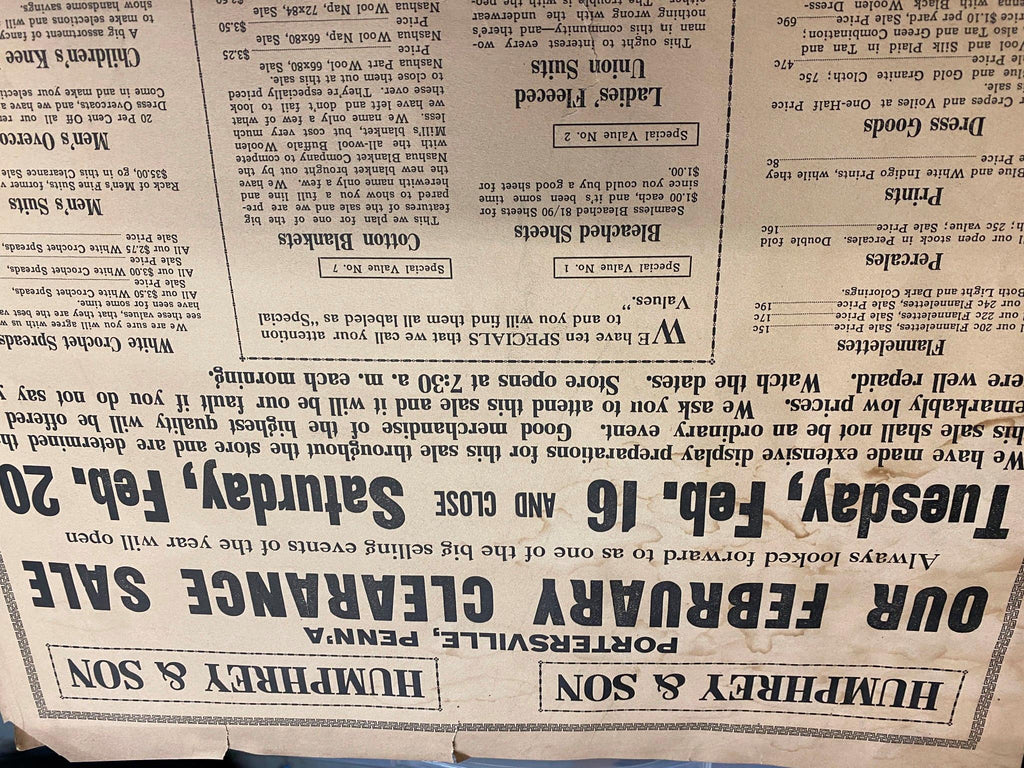 HUMPHREY & SON
HUMPHREY & SON
PORTERSVILLE, PENN'A
OUR FEBRUARY CLEARANCE SALE
Always looked forward to as one of the big selling events of the year will open
Tuesday, Feb. 16 AND CLOSE Saturday, Feb. 20
We have made extensive display preparations for this sale throughout the store and are determined th
his sale shall not be an ordinary event. Good merchandise of the highest quality will be offered
emarkably low prices. We ask you to attend this sale and it will be our fault if you do not say y
ere well repaid. Watch the dates. Store opens at 7:30 a. m. each morning.
Flannelettes
our 20c Flannelettes, Sale Price 15c
our 22c Flannelettes, Sale Price 17c
our 24c Flannelettes, Sale Price 19c
Both Light and Dark Colorings.
Percales
l our open stock in Percales. Double fold
h; 25c value; Sale Price 16c
Prints
Blue and White Indigo Prints, while they
e Price 8c
Dress Goods
r Crepes and Voiles at One-Half Price
is sale.
lue and Gold Granite Cloth; 75c
le Price 47c
ool and Silk Plaid in Tan and
also Tan and Green Combination;
ce $1.10 per yard, Sale Price 69c
enna with Black Woolen Dress-
WE have ten SPECIALS that we call your attention
to and you will find them all labeled as "Special
Values."
Special Value No. 1
Bleached Sheets
Seamless Bleached 81/90 Sheets for
$1.00 each, and it's been some time
since you could buy a good sheet for
$1.00.
Special Value No. 2
Ladies' Fleeced
Union Suits
This ought to interest every wo-
man in this community—and there's
nothing wrong with the underwear
either. The trouble is with the peo-
Special Value No. 7
Cotton Blankets
This we plan for one of the big
features of the sale and we are pre-
pared to show you a full line and
herewith name only a few. We have
the new blanket brought out by the
Nashua Blanket Company to compete
with the all-wool Buffalo Woolen
Mill's blanket, but cost very much
less. We name only a few of what
we have left and don't fail to look
these over. They're especially priced
to close them out at this sale.
Nashua Part Wool, 66x80, Sale
Price $3.25
Nashua Wool Nap, 66x80, Sale
$3.50
Nashua Wool Nap, 72x84, Sale
White Crochet Spreads
We are sure you will agree with us w
see these values, that they are the best va
have seen for some time.
All our $3.50 White Crochet Spreads,
Sale Price
All our $3.00 White Crochet Spreads,
Sale Price
All our $2.75 White Crochet Spreads,
Sale Price
Men's Suits
Rack of Men's Fine Suits, former v
$35.00, go in this Clearance Sale
Men's Overco
20 Per Cent Off all our
Dress Overcoats, and we have a
Come in and make your selection
Children's Knee
A big assortment of fancy
to make selections and will
show handsome savings.